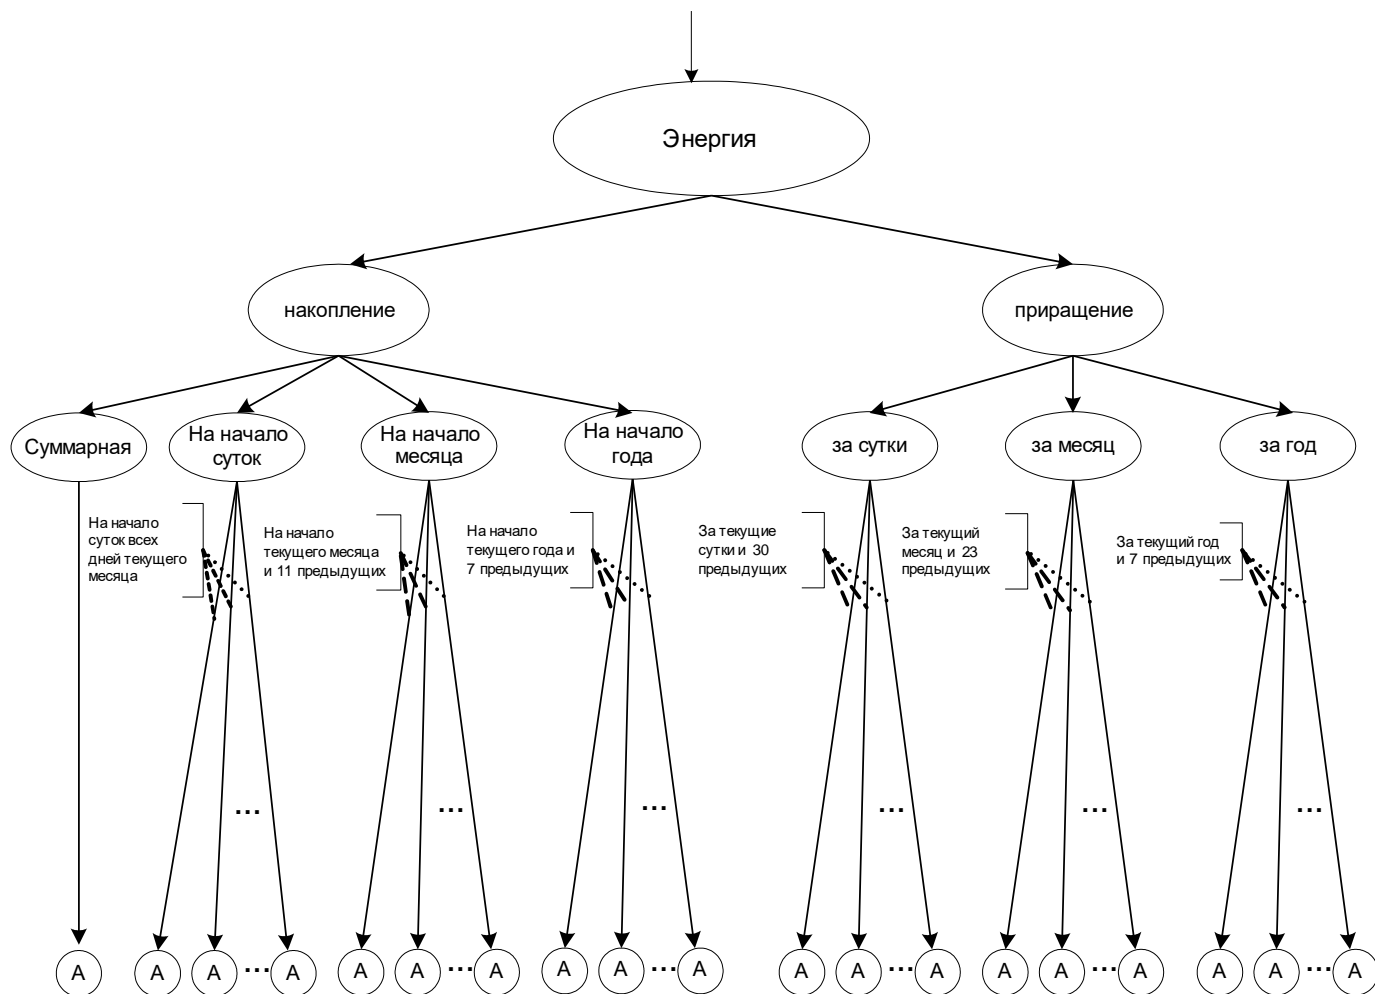 Энергия
накопление
приращение
Суммарная
На начало
суток
На начало
месяца
На начало
года
за сутки
за месяц
за год
На начало
суток всех
дней текущего
месяца
На начало
текущего месяца
и 11 предыдущих
На начало
текущего года и
7 предыдущих
За текущие
сутки и 30
предыдущих
За текущий
месяц и 23
предыдущих
За текущий год
и 7 предыдущих
...
...
...
...
...
...
А
А
А
...
А
А
А
...
А
А
А
...
А
А
А
...
А
А
А
...
А
А
А
...
А